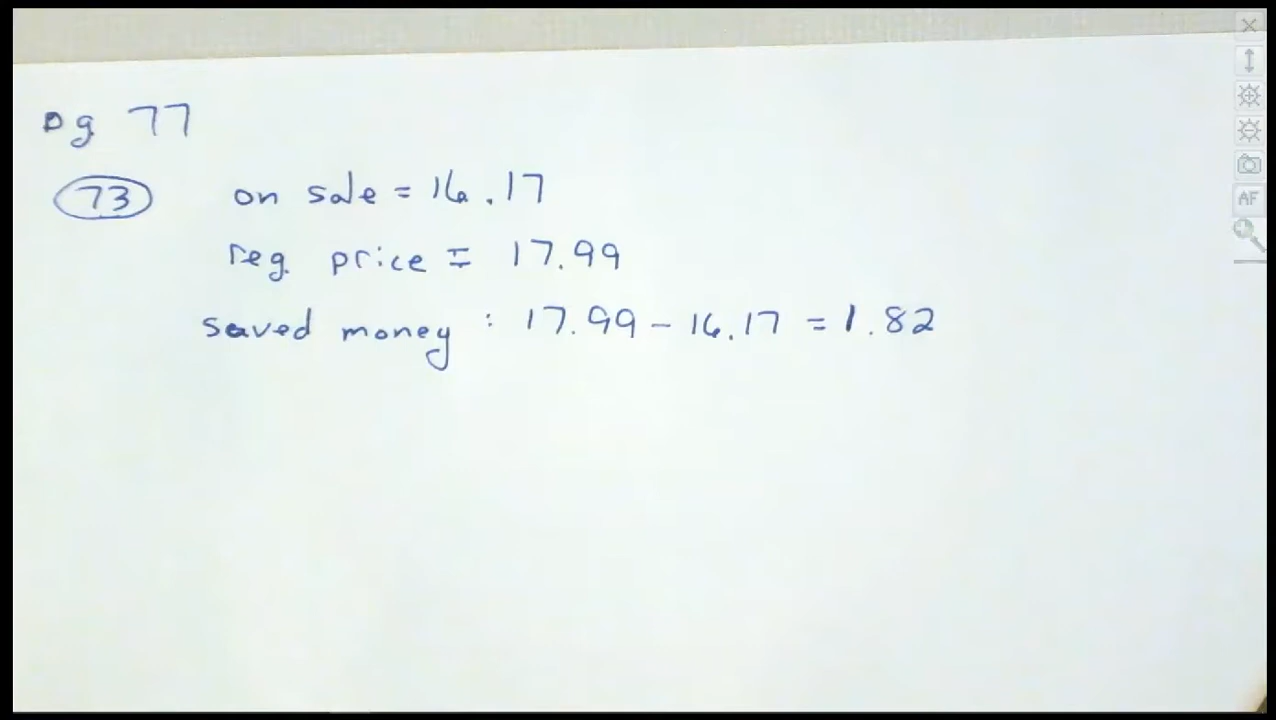 pg 77
73 on sale = 16.17
reg. price = 17.99
saved money : 17.99 - 16.17 = 1.82
AF